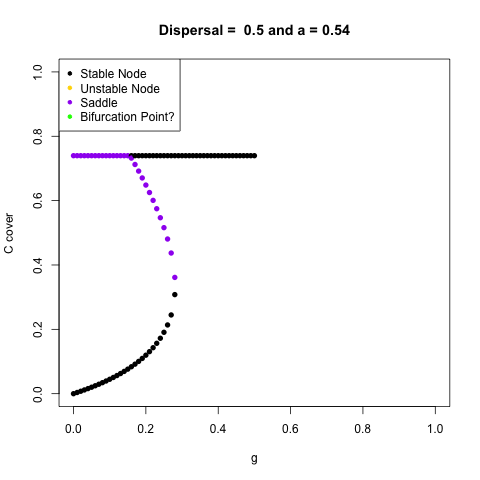 Dispersal =  0.5 and a = 0.54
Stable Node
Unstable Node
Saddle
Bifurcation Point?
1.0
0.8
0.6
0.4
0.2
0.0
C cover
0.0 0.2 0.4 0.6 0.8 1.0
g